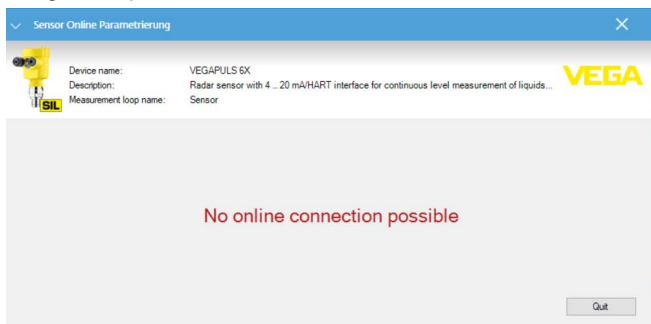 Sensor Online Parametrierung
Device name: VEGAPULS 6X
Description: Radar sensor with 4 ... 20 mA/HART interface for continuous level measurement of liquids...
Measurement loop name: Sensor
VEGA
SIL
No online connection possible
Quit